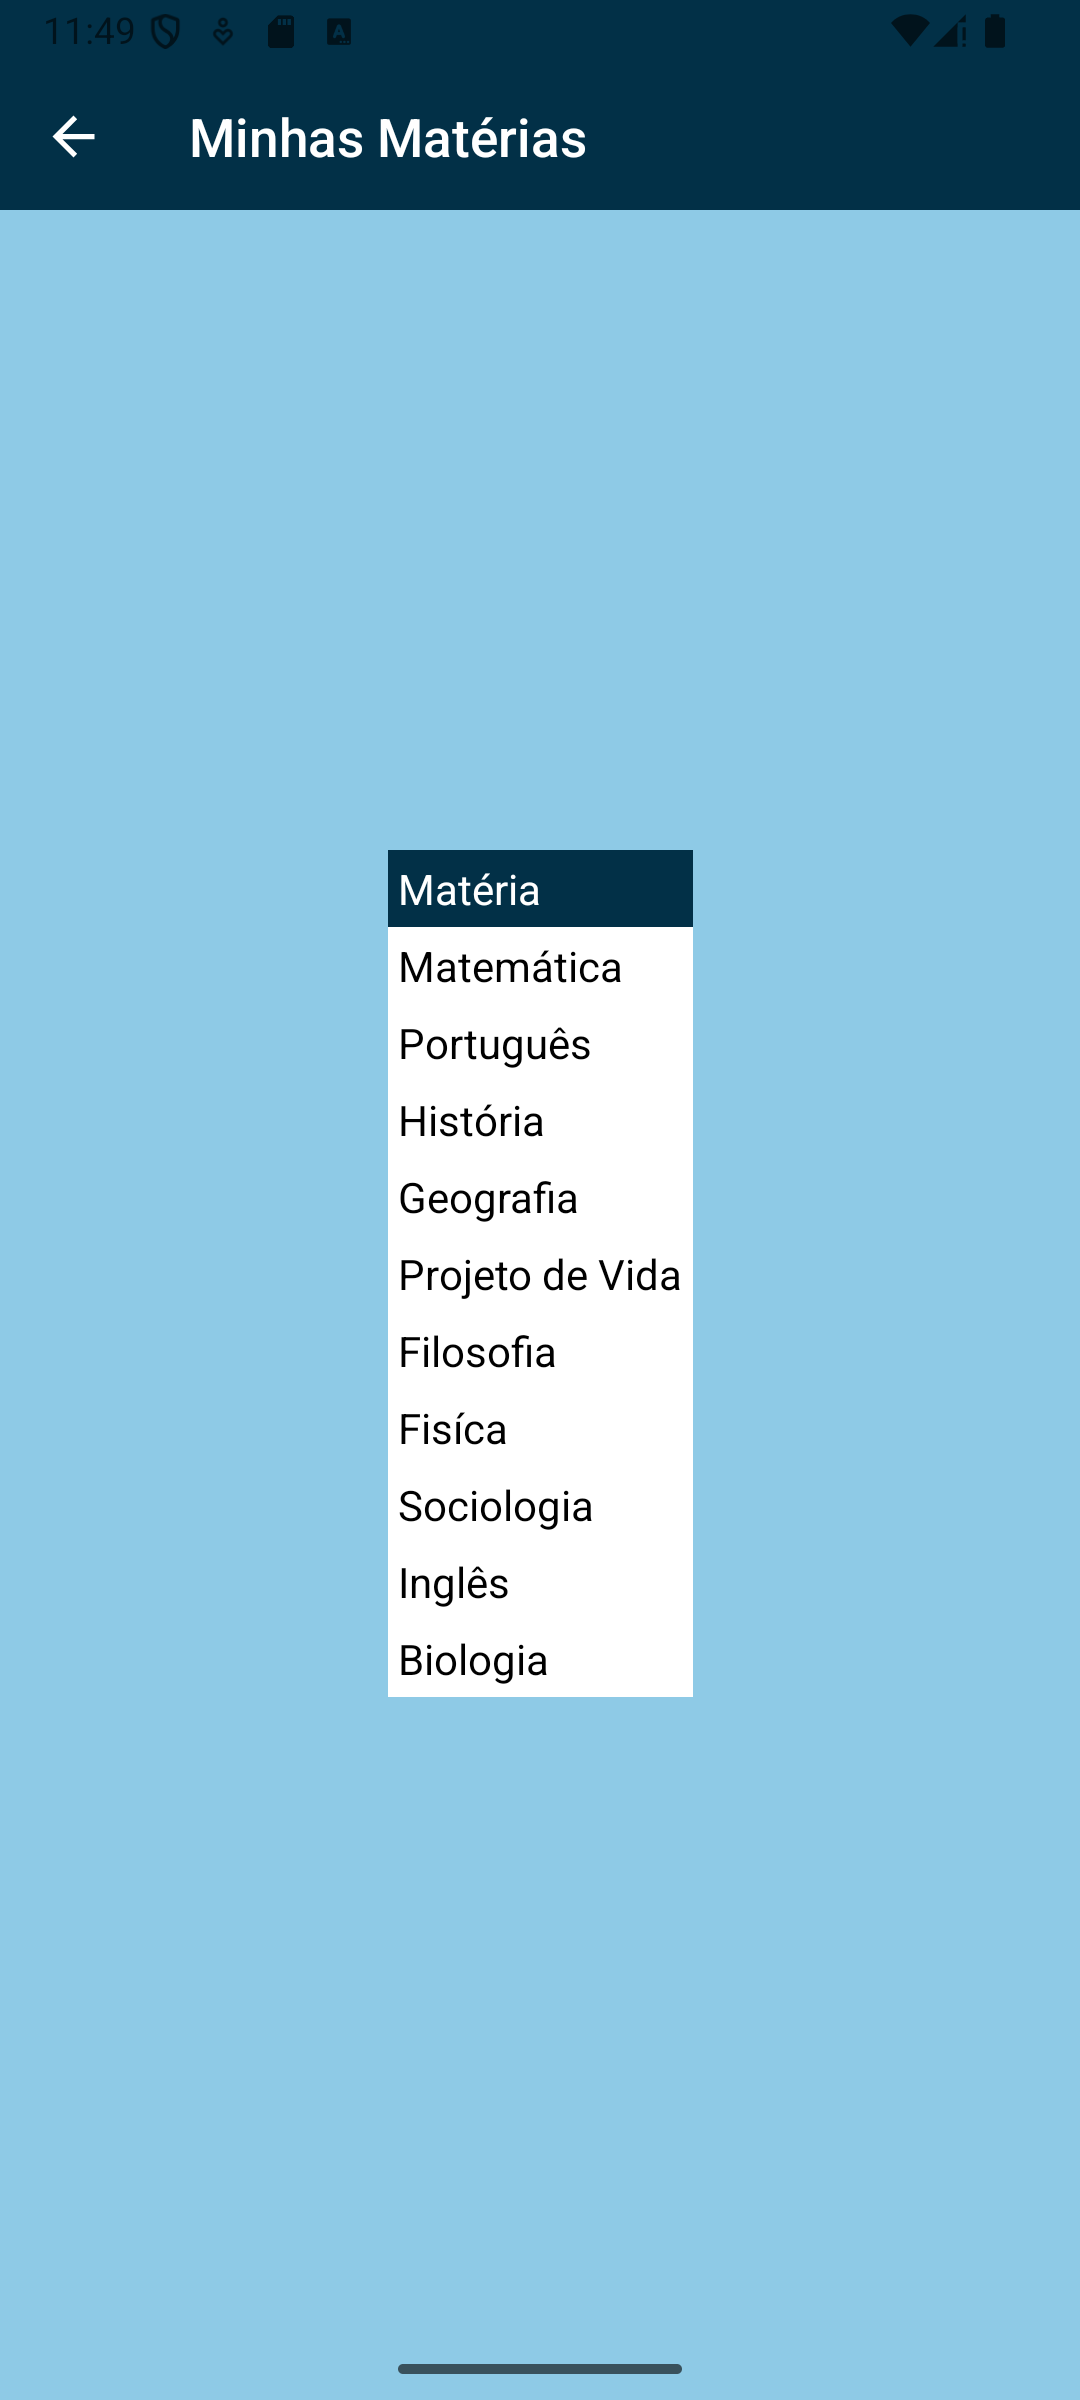 11:49
Minhas Matérias
Matéria
Matemática
Português
História
Geografia
Projeto de Vida
Filosofia
Fisíca
Sociologia
Inglês
Biologia